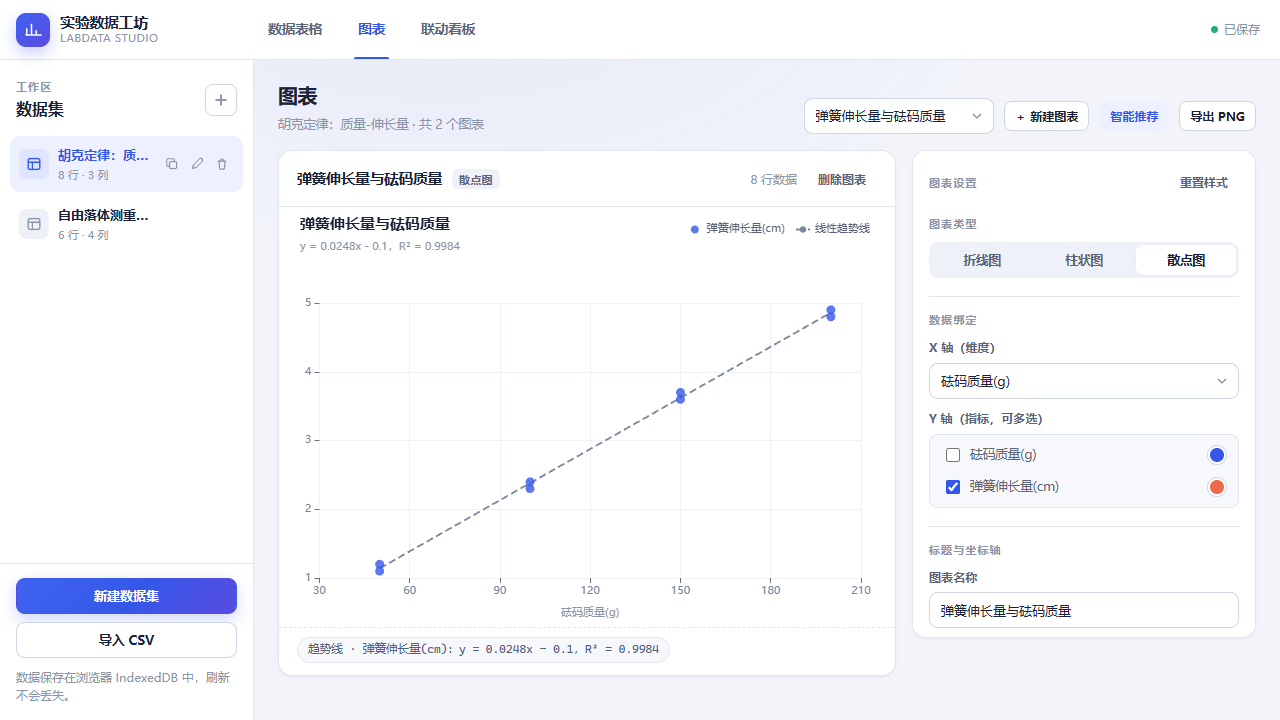 实验数据工坊
LABDATA STUDIO
数据表格
图表
联动看板
已保存
工作区
数据集
胡克定律：质...
8 行 · 3 列
自由落体测重...
6 行 · 4 列
新建数据集
导入 CSV
数据保存在浏览器 IndexedDB 中，刷新
不会丢失。
图表
胡克定律：质量-伸长量 · 共 2 个图表
弹簧伸长量与砝码质量
+ 新建图表
智能推荐
导出 PNG
弹簧伸长量与砝码质量
散点图
8 行数据
删除图表
弹簧伸长量与砝码质量
y = 0.0248x - 0.1，R² = 0.9984
弹簧伸长量(cm)
线性趋势线
5
4
3
2
1
30
60
90
120
150
180
210
砝码质量(g)
趋势线 · 弹簧伸长量(cm)：y = 0.0248x − 0.1，R² = 0.9984
图表设置
重置样式
图表类型
折线图
柱状图
散点图
数据绑定
X 轴（维度）
砝码质量(g)
Y 轴（指标，可多选）
砝码质量(g)
弹簧伸长量(cm)
标题与坐标轴
图表名称
弹簧伸长量与砝码质量